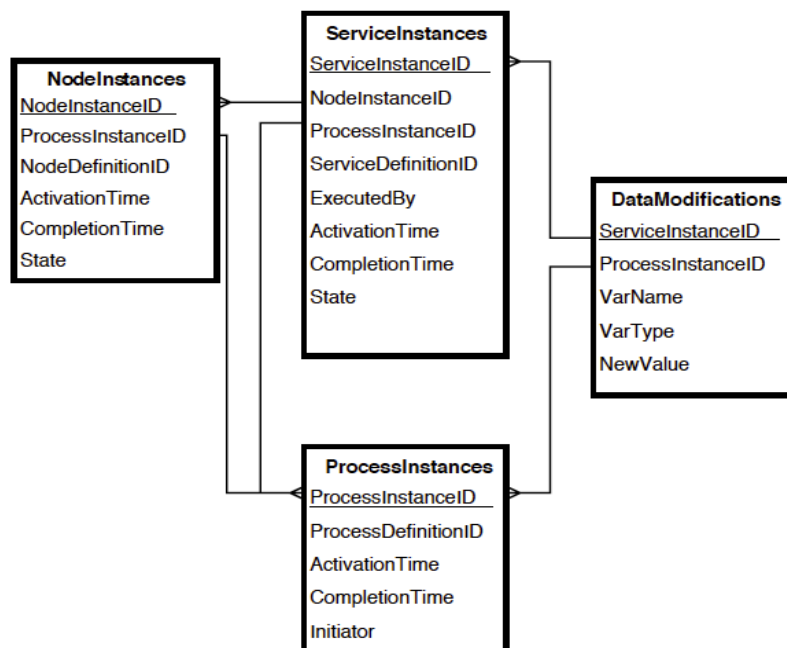 NodeInstances
NodeInstanceID
ProcessInstanceID
NodeDefinitionID
ActivationTime
CompletionTime
State
ServiceInstances
ServiceInstanceID
NodeInstanceID
ProcessInstanceID
ServiceDefinitionID
ExecutedBy
ActivationTime
CompletionTime
State
DataModifications
ServiceInstanceID
ProcessInstanceID
VarName
VarType
NewValue
ProcessInstances
ProcessInstanceID
ProcessDefinitionID
ActivationTime
CompletionTime
Initiator